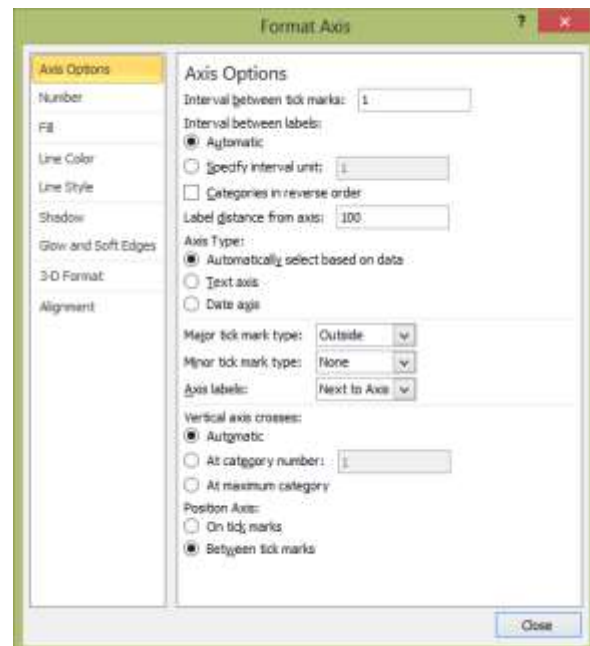 Format Axis
?
x
Axis Options
Number
Fill
Line Color
Line Style
Shadow
Glow and Soft Edges
3-D Format
Alignment
Axis Options
Interval between tick marks: 1
Interval between labels:
Automatic
Specify interval unit: 1
Categories in reverse order
Label distance from axis: 100
Axis Type:
Automatically select based on data
Text axis
Date axis
Major tick mark type: Outside
Minor tick mark type: None
Axis labels: Next to Axis
Vertical axis crosses:
Automatic
At category number: 1
At maximum category
Position Axis:
On tick marks
Between tick marks
Close